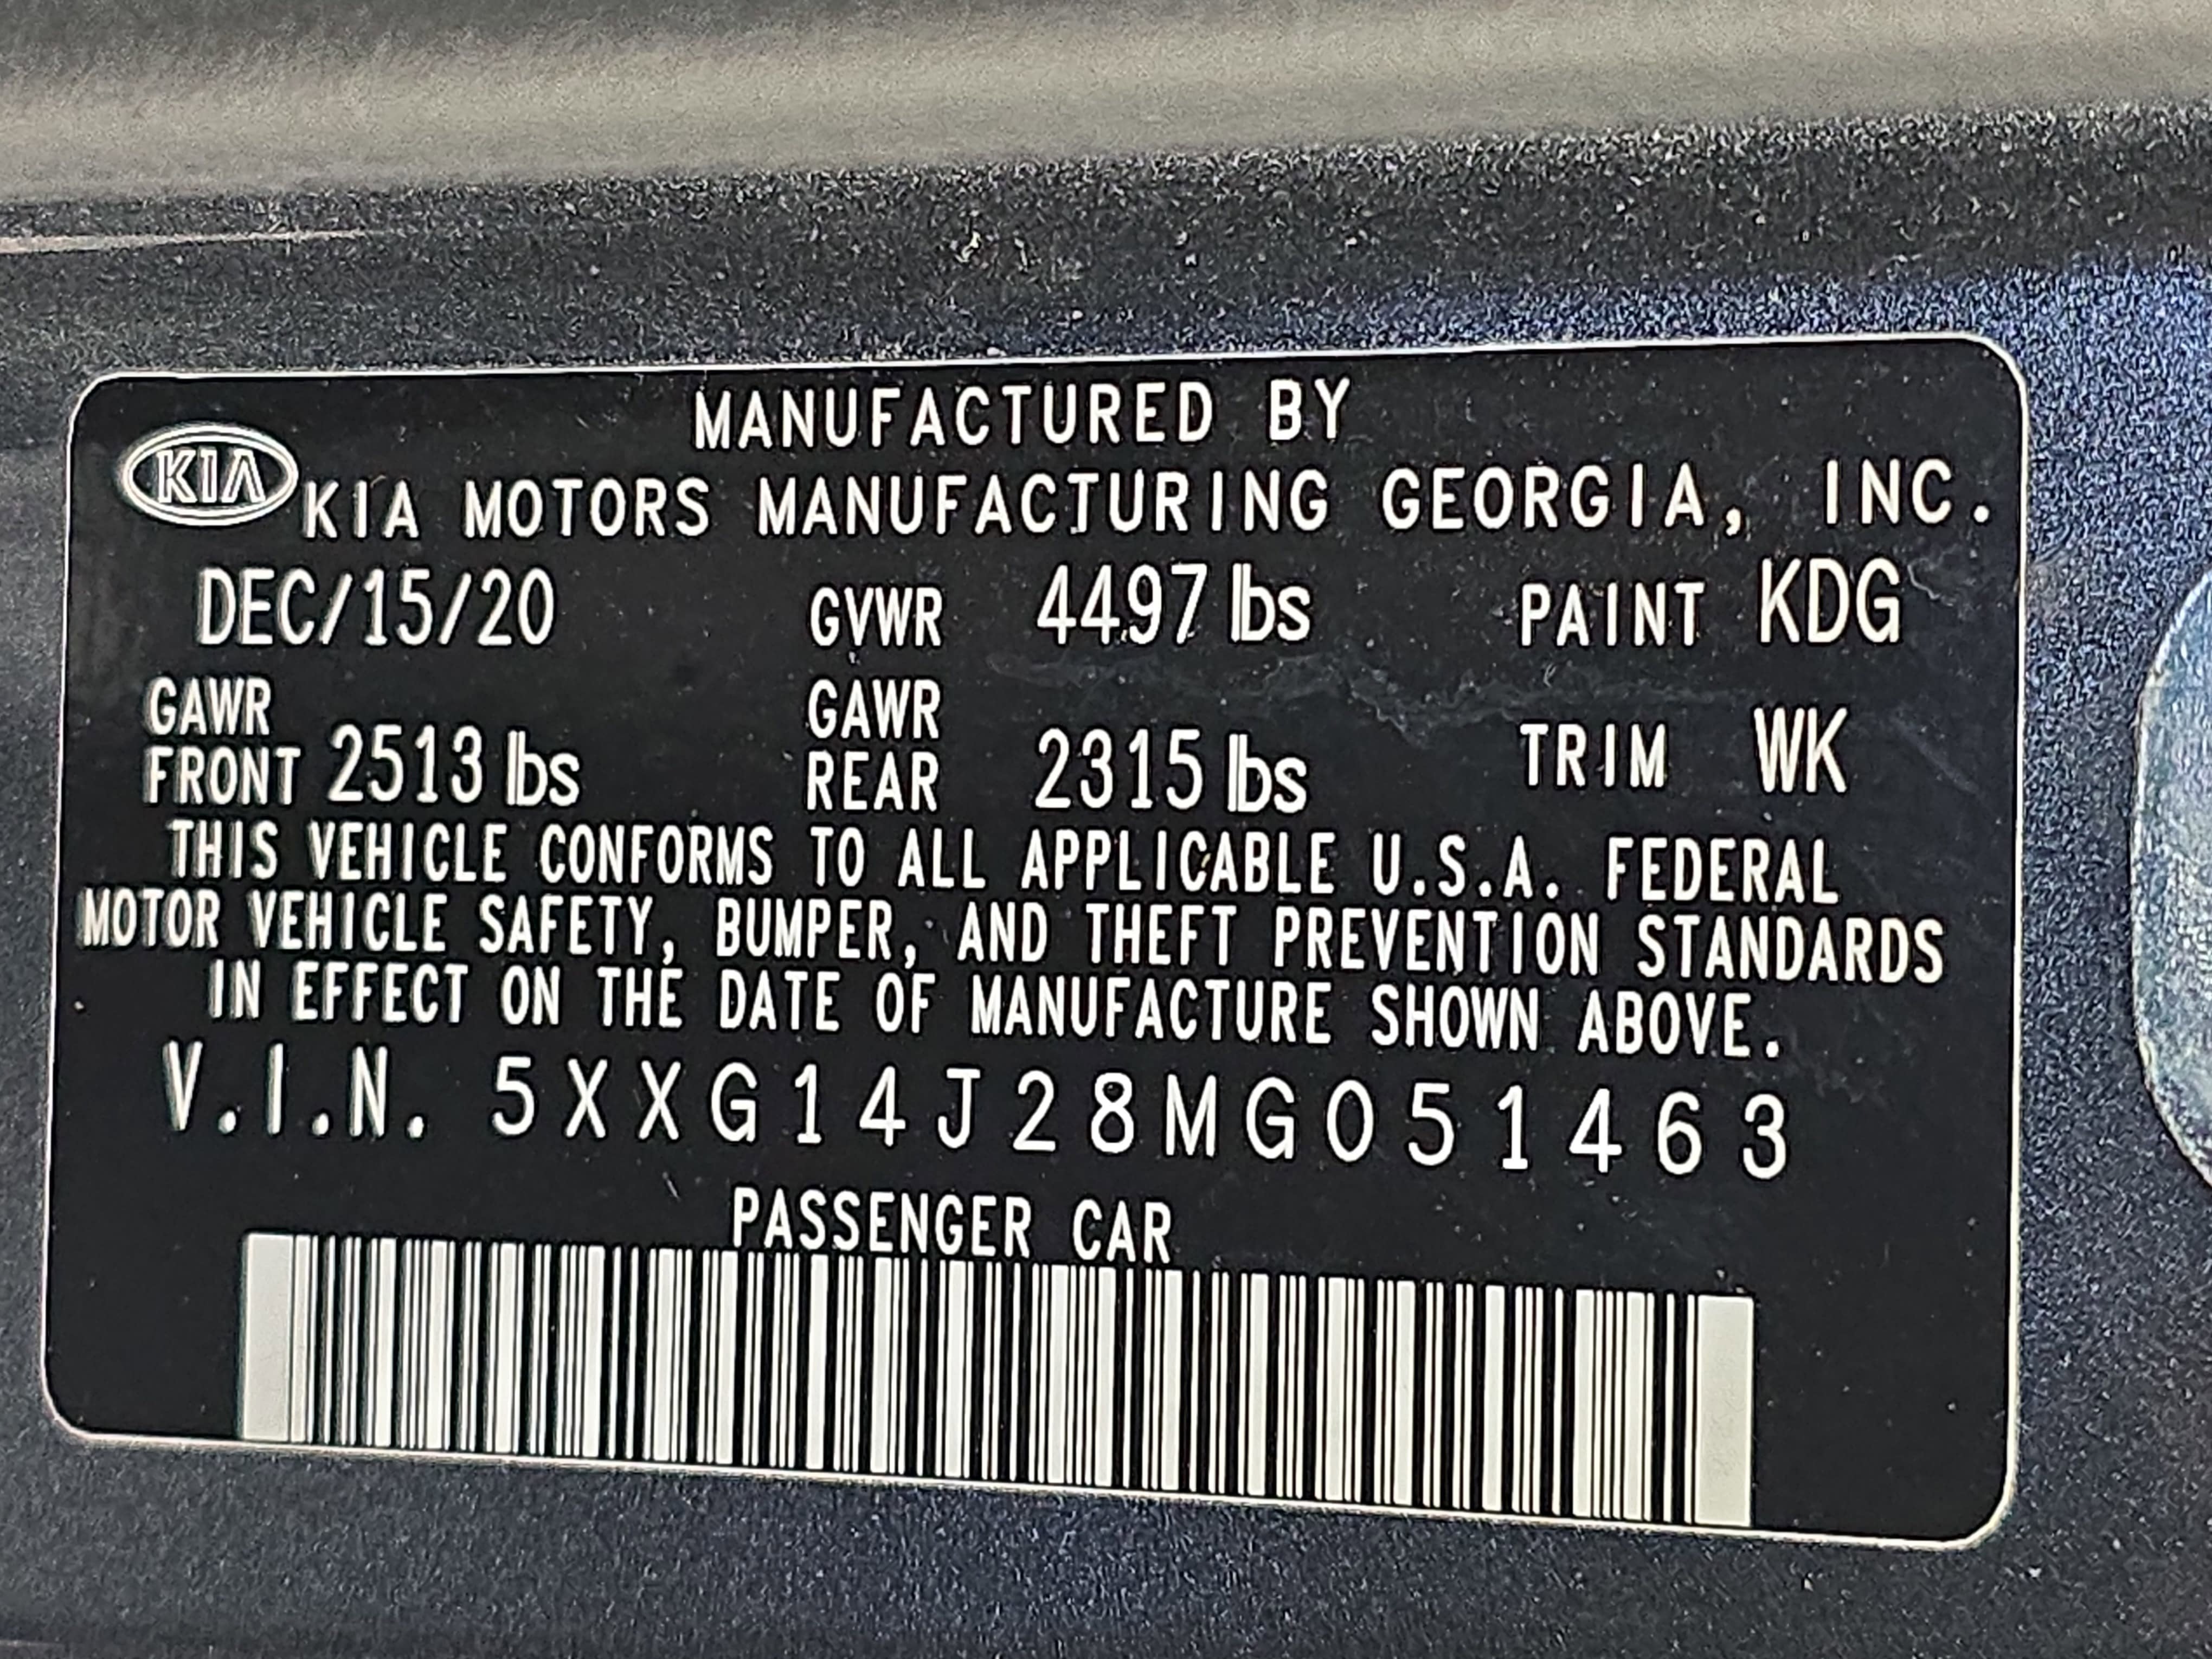 MANUFACTURED BY
KIA KIA MOTORS MANUFACTURING GEORGIA, INC.
DEC/15/20 GVWR 4497 lbs PAINT KDG
GAWR FRONT 2513 lbs GAWR REAR 2315 lbs TRIM WK
THIS VEHICLE CONFORMS TO ALL APPLICABLE U.S.A. FEDERAL
MOTOR VEHICLE SAFETY, BUMPER, AND THEFT PREVENTION STANDARDS
IN EFFECT ON THE DATE OF MANUFACTURE SHOWN ABOVE.
V.I.N. 5XXG14J28MG051463
PASSENGER CAR